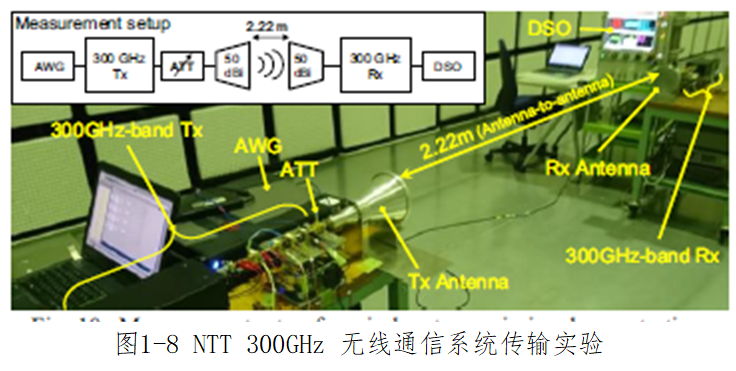 Measurement setup
2.22 m
AWG
300 GHz
Tx
ATT
50
dBi
50
dBi
300 GHz
Rx
DSO
DSO
300GHz-band Tx
AWG
ATT
2.22m (Antenna-to-antenna)
Rx Antenna
Tx Antenna
300GHz-band Rx
图1-8 NTT 300GHz 无线通信系统传输实验